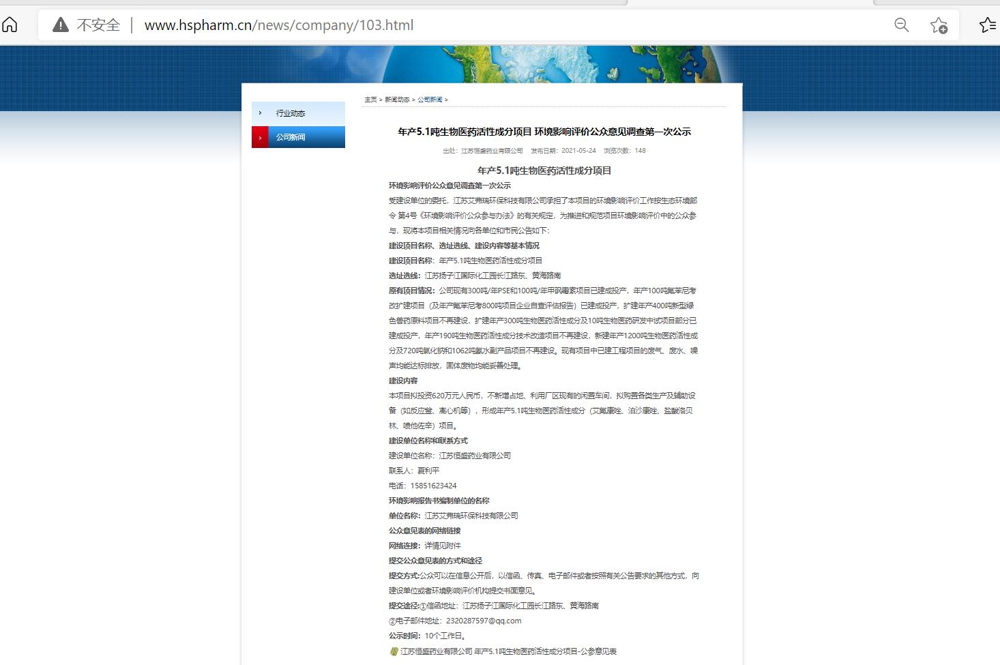 不安全 www.hspharm.cn/news/company/103.html
行业动态
公司新闻
主页 > 新闻动态 > 公司新闻 >
年产5.1吨生物医药活性成分项目 环境影响评价公众意见调查第一次公示
出处：江苏恒盛药业有限公司 发布日期：2021-05-24 浏览次数：148
年产5.1吨生物医药活性成分项目
环境影响评价公众意见调查第一次公示
受建设单位的委托，江苏艾弗瑞环保科技有限公司承担了本项目的环境影响评价工作按生态环境部
令 第4号《环境影响评价公众参与办法》的有关规定，为推进和规范项目环境影响评价中的公众参
与，现将本项目相关情况向各单位和市民公告如下：
建设项目名称、选址选线、建设内容等基本情况
建设项目名称：年产5.1吨生物医药活性成分项目
选址选线：江苏扬子江国际化工园长江路东、黄海路南
原有项目情况：公司现有300吨/年PSE和100吨/年甲砜霉素项目已建成投产，年产100吨氟苯尼考
改扩建项目（及年产氟苯尼考800吨项目企业自查评估报告）已建成投产，扩建年产400吨新型绿
色兽药原料项目不再建设，扩建年产300吨生物医药活性成分及10吨生物医药研发中试项目部分已
建成投产，年产190吨生物医药活性成分技术改造项目不再建设，新建年产1200吨生物医药活性成
分及720吨氯化钠和1062吨氨水副产品项目不再建设。现有项目中已建工程项目的废气、废水、噪
声均能达标排放，固体废物均能妥善处理。
建设内容
本项目拟投资620万元人民币，不新增占地、利用厂区现有的闲置车间，拟购置各类生产及辅助设
备（如反应釜、离心机等），形成年产5.1吨生物医药活性成分（艾氟康唑、泊沙康唑、盐酸洛贝
林、喷他佐辛）项目。
建设单位名称和联系方式
建设单位名称：江苏恒盛药业有限公司
联系人：夏利平
电话：15851623424
环境影响报告书编制单位的名称
单位名称：江苏艾弗瑞环保科技有限公司
公众意见表的网络链接
网络连接：详情见附件
提交公众意见表的方式和途径
提交方式:公众可以在信息公开后，以信函、传真、电子邮件或者按照有关公告要求的其他方式，向
建设单位或者环境影响评价机构提交书面意见。
提交途径:①信函地址：江苏扬子江国际化工园长江路东、黄海路南
②电子邮件地址：2320287597@qq.com
公示时间：10个工作日。
江苏恒盛药业有限公司 年产5.1吨生物医药活性成分项目-公参意见表